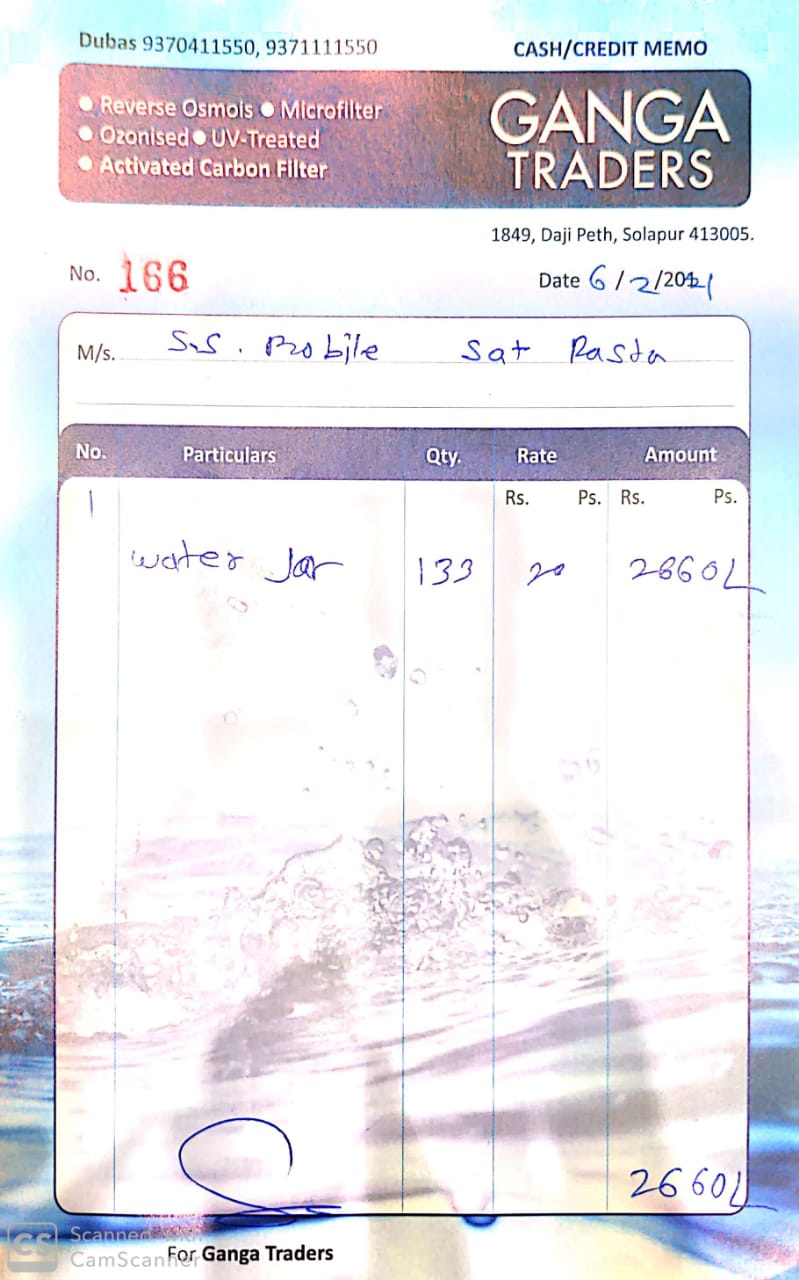 Dubas 9370411550, 9371111550 CASH/CREDIT MEMO
● Reverse Osmois ● Microfilter
● Ozonised ● UV-Treated
● Activated Carbon Filter
GANGA
TRADERS
1849, Daji Peth, Solapur 413005.
No. 166 Date 6/2/2021
M/s. S.S. Mobile Sat Rasta
No. Particulars Qty. Rate Amount
Rs. Ps. Rs. Ps.
1 water Jar 133 20 2660/-
2660/-
For Ganga Traders
CS Scanned with
CamScanner